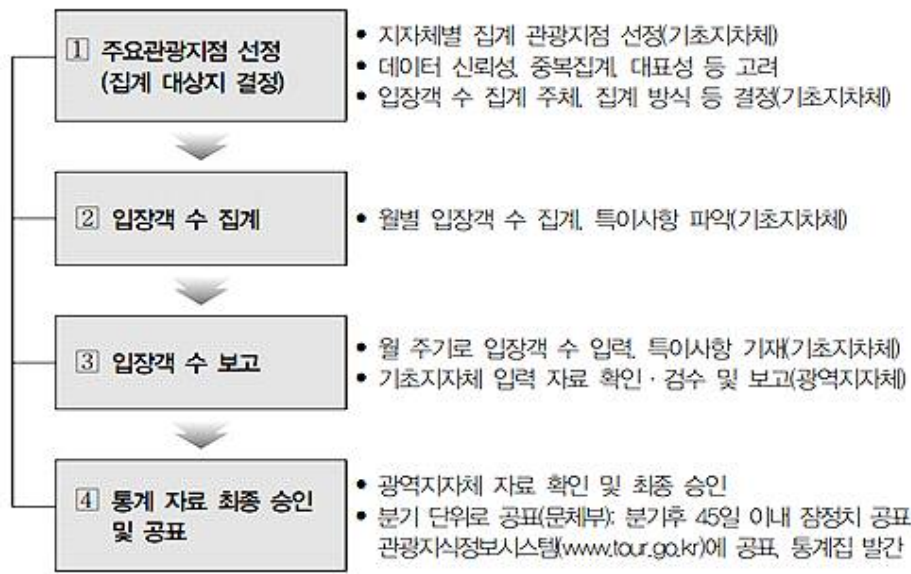 1 주요관광지점 선정
(집계 대상지 결정)
• 지자체별 집계 관광지점 선정(기초지차체)
• 데이터 신뢰성, 중복집계, 대표성 등 고려
• 입장객 수 집계 주체, 집계 방식 등 결정(기초지차체)
2 입장객 수 집계
• 월별 입장객 수 집계, 특이사항 파악(기초지차체)
3 입장객 수 보고
• 월 주기로 입장객 수 입력, 특이사항 기재(기초지차체)
• 기초지자체 입력 자료 확인 · 검수 및 보고(광역지자체)
4 통계 자료 최종 승인
및 공표
• 광역지자체 자료 확인 및 최종 승인
• 분기 단위로 공표(문체부): 분기후 45일 이내 잠정치 공표
관광지식정보시스템(www.tour.go.kr)에 공표, 통계집 발간